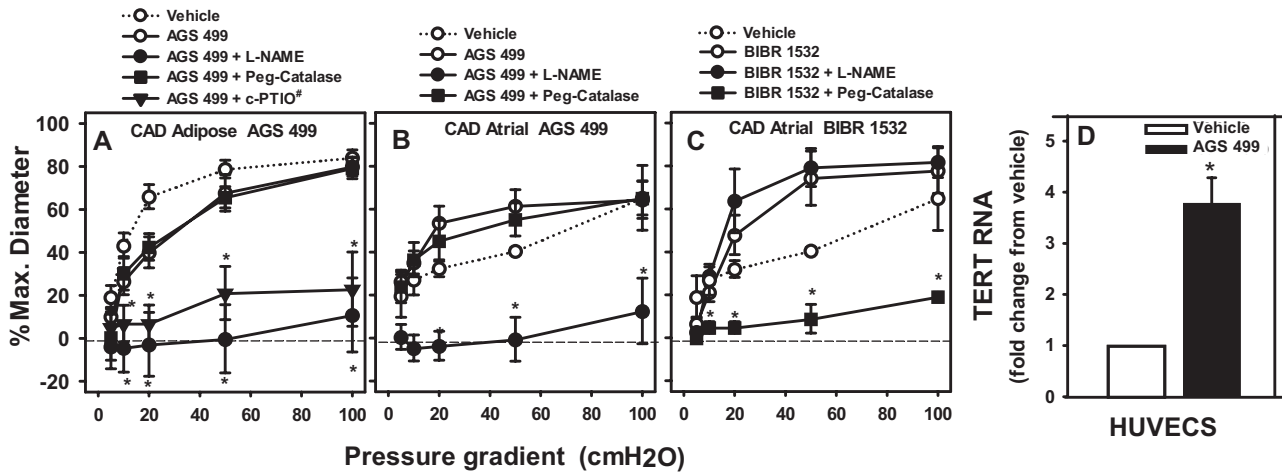 Vehicle
AGS 499
AGS 499 + L-NAME
AGS 499 + Peg-Catalase
AGS 499 + c-PTIO#
Vehicle
AGS 499
AGS 499 + L-NAME
AGS 499 + Peg-Catalase
Vehicle
BIBR 1532
BIBR 1532 + L-NAME
BIBR 1532 + Peg-Catalase
% Max. Diameter
100
80
60
40
20
0
-20
A
CAD Adipose AGS 499
* * * * * * * *
0 20 40 60 80 100
B
CAD Atrial AGS 499
* * *
0 20 40 60 80 100
C
CAD Atrial BIBR 1532
* * * *
0 20 40 60 80 100
Pressure gradient (cmH2O)
D
Vehicle
AGS 499
*
TERT RNA
(fold change from vehicle)
5
4
3
2
1
0
HUVECS